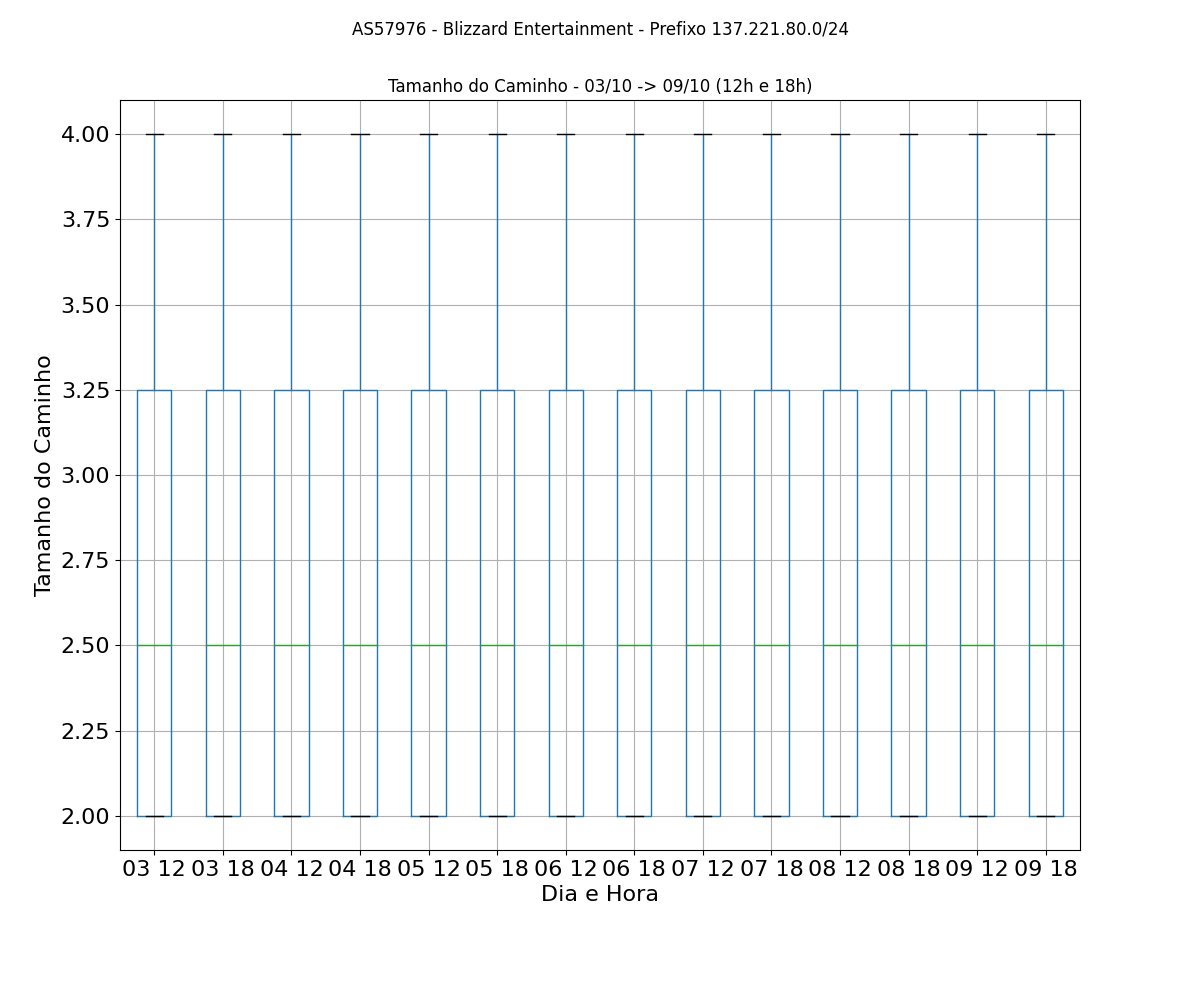 AS57976 - Blizzard Entertainment - Prefixo 137.221.80.0/24
Tamanho do Caminho - 03/10 -> 09/10 (12h e 18h)
4.00
3.75
3.50
3.25
3.00
2.75
2.50
2.25
2.00
Tamanho do Caminho
03 12 03 18 04 12 04 18 05 12 05 18 06 12 06 18 07 12 07 18 08 12 08 18 09 12 09 18
Dia e Hora